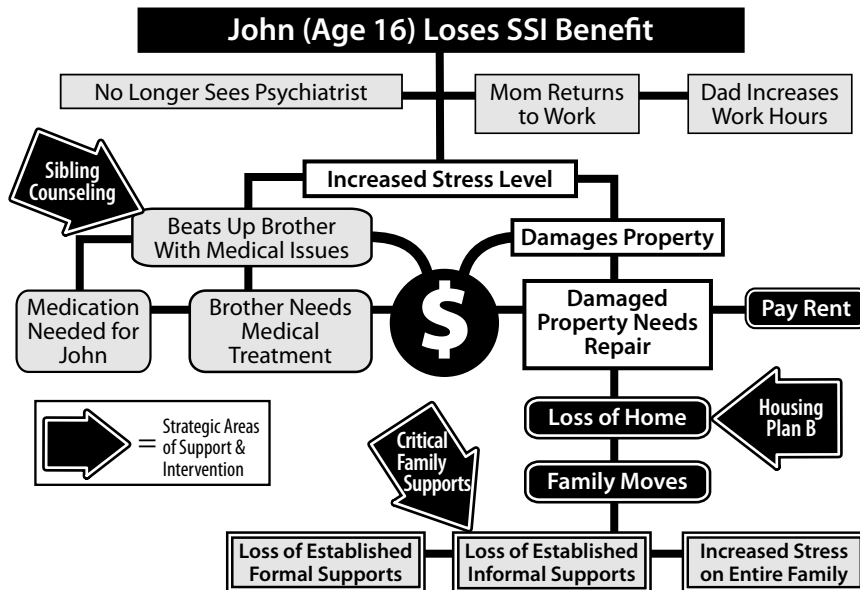 John (Age 16) Loses SSI Benefit
No Longer Sees Psychiatrist
Mom Returns
to Work
Dad Increases
Work Hours
Sibling
Counseling
Increased Stress Level
Beats Up Brother
With Medical Issues
Damages Property
Medication
Needed for
John
Brother Needs
Medical
Treatment
$
Damaged
Property Needs
Repair
Pay Rent
= Strategic Areas
of Support &
Intervention
Critical
Family
Supports
Loss of Home
Housing
Plan B
Family Moves
Loss of Established
Formal Supports
Loss of Established
Informal Supports
Increased Stress
on Entire Family